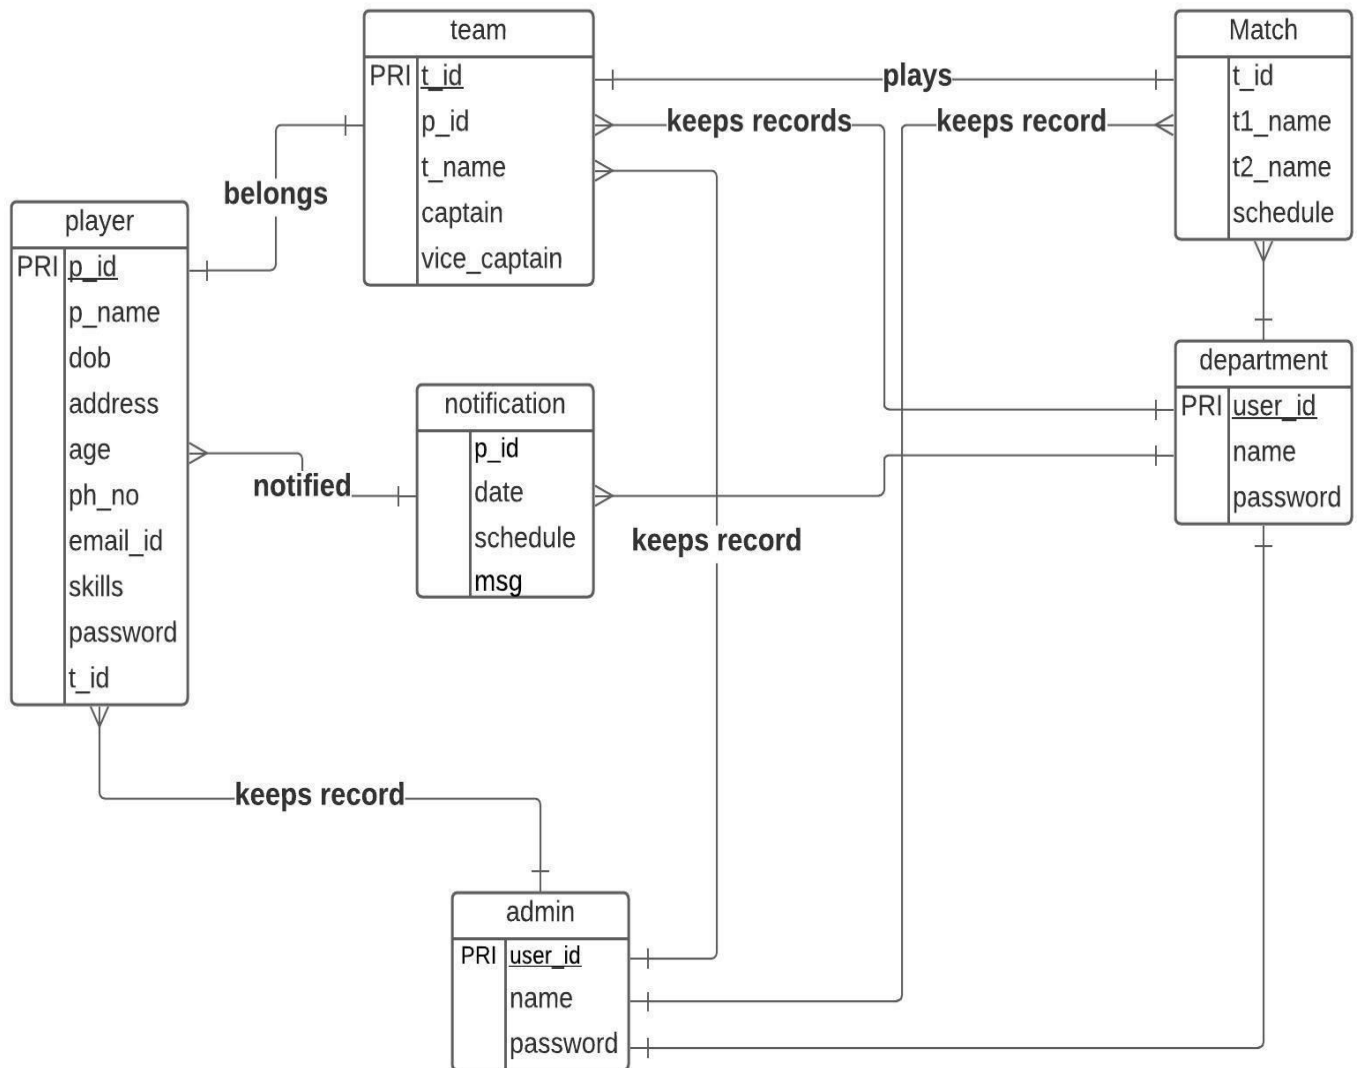 team
PRI t_id
p_id
t_name
captain
vice_captain
Match
t_id
t1_name
t2_name
schedule
plays
keeps records
keeps record
belongs
player
PRI p_id
p_name
dob
address
age
ph_no
email_id
skills
password
t_id
notification
p_id
date
schedule
msg
notified
department
PRI user_id
name
password
keeps record
keeps record
admin
PRI user_id
name
password